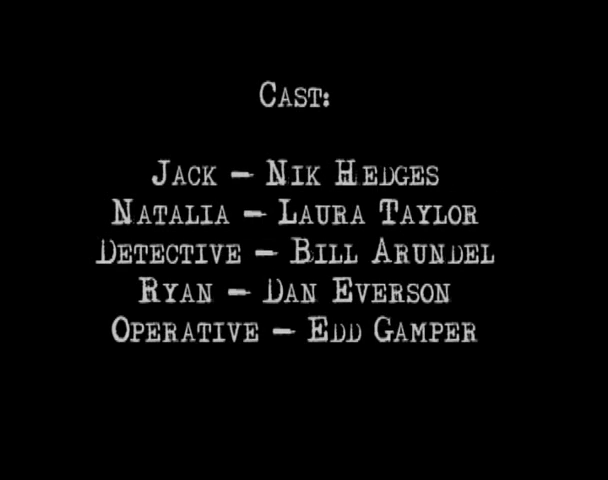 Cast:
Jack – Nik Hedges
Natalia – Laura Taylor
Detective – Bill Arundel
Ryan – Dan Everson
Operative – Edd Gamper